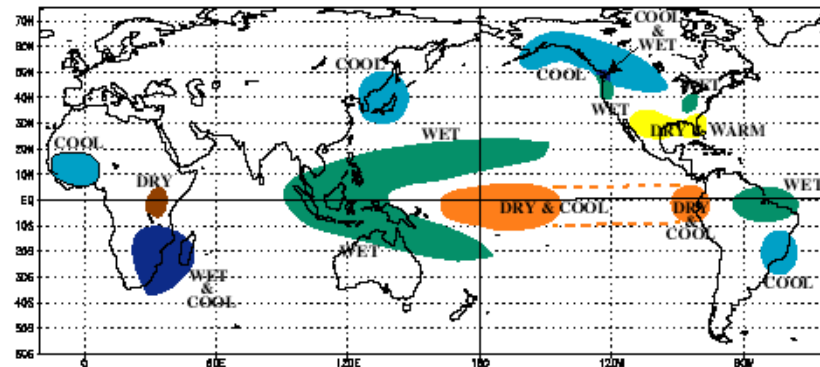 70N
60N
50N
40N
30N
20N
10N
EQ
10S
20S
30S
40S
50S
60S
0
60E
120E
180
120W
60W
COOL
&
WET
COOL
COOL
WET
WET
WET
DRY & WARM
COOL
DRY
WET
&
COOL
WET
DRY & COOL
DRY
&
COOL
WET
COOL